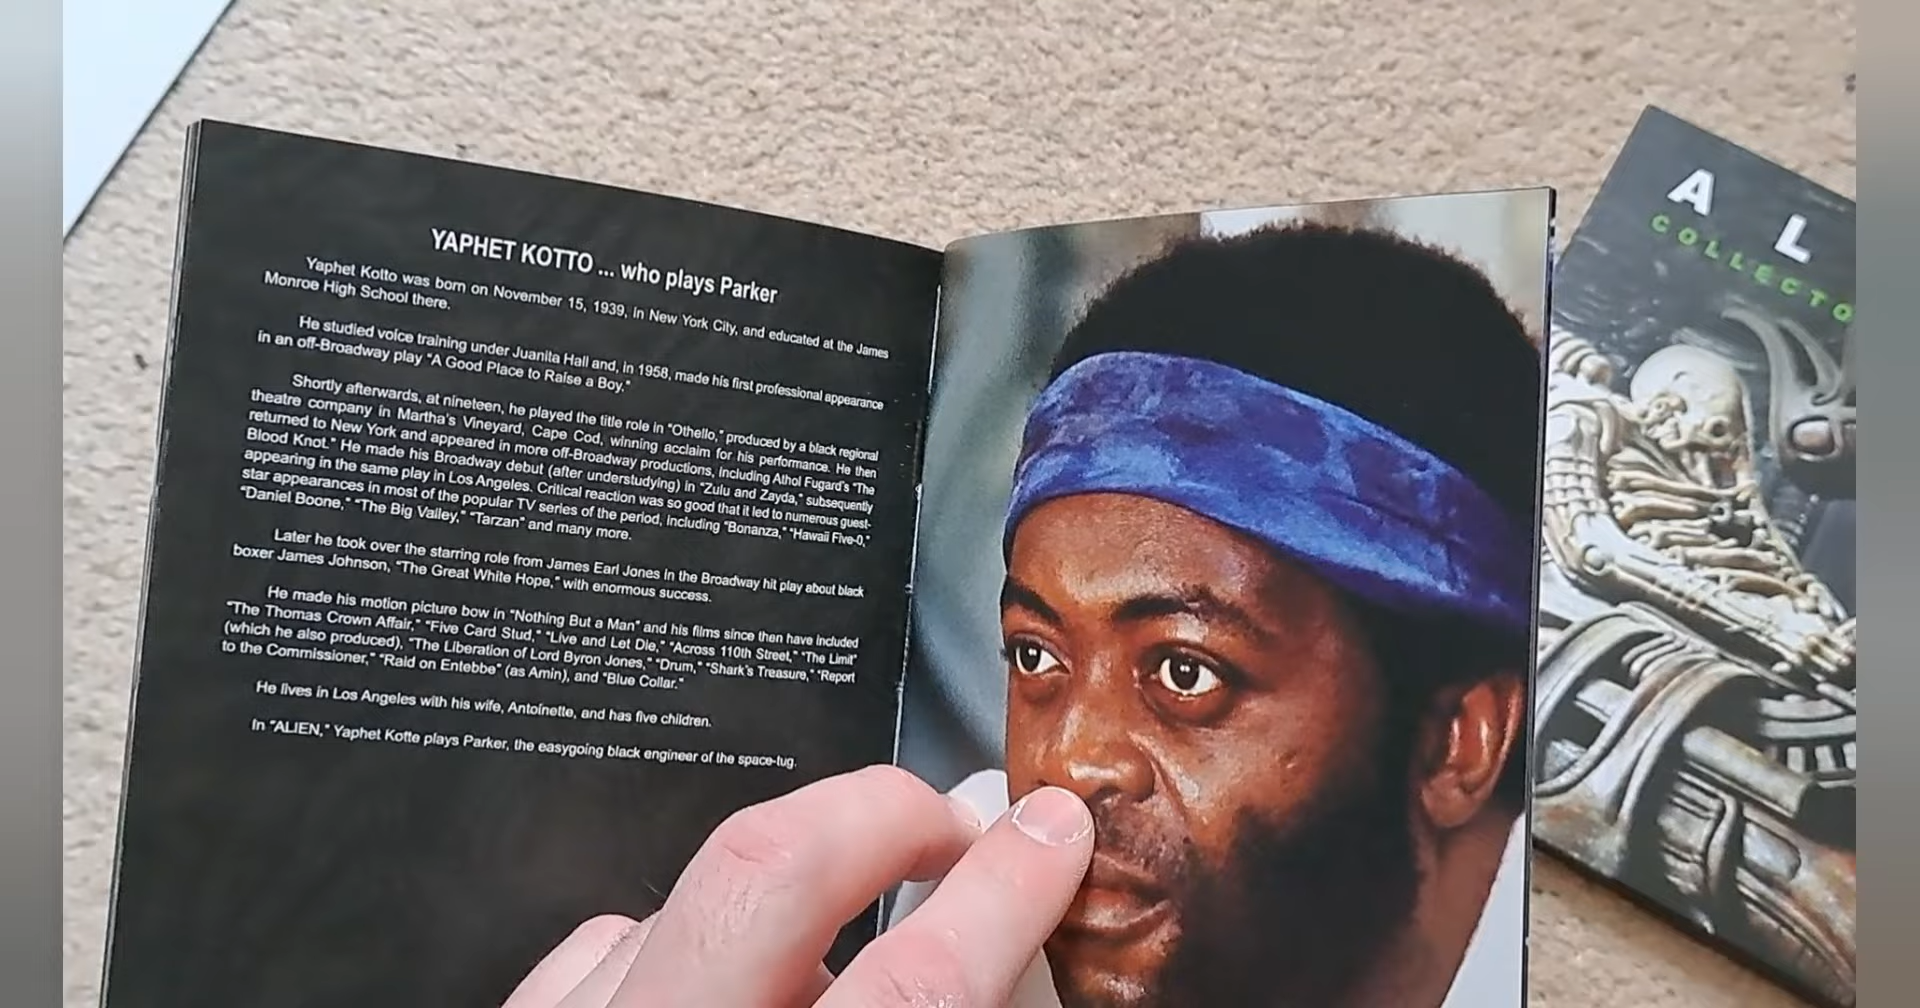 YAPHET KOTTO ... who plays Parker
Yaphet Kotto was born on November 15, 1939, in New York City, and educated at the James
Monroe High School there.
He studied voice training under Juanita Hall and, in 1958, made his first professional appearance
in an off-Broadway play "A Good Place to Raise a Boy."
Shortly afterwards, at nineteen, he played the title role in "Othello," produced by a black regional
theatre company in Martha's Vineyard, Cape Cod, winning acclaim for his performance. He then
returned to New York and appeared in more off-Broadway productions, including Athol Fugard's "The
Blood Knot." He made his Broadway debut (after understudying) in "Zulu and Zayda," subsequently
appearing in the same play in Los Angeles. Critical reaction was so good that it led to numerous guest-
star appearances in most of the popular TV series of the period, including "Bonanza," "Hawaii Five-0,"
"Daniel Boone," "The Big Valley," "Tarzan" and many more.
Later he took over the starring role from James Earl Jones in the Broadway hit play about black
boxer James Johnson, "The Great White Hope," with enormous success.
He made his motion picture bow in "Nothing But a Man" and his films since then have included
"The Thomas Crown Affair," "Five Card Stud," "Live and Let Die," "Across 110th Street," "The Limit"
(which he also produced), "The Liberation of Lord Byron Jones," "Drum," "Shark's Treasure," "Report
to the Commissioner," "Raid on Entebbe" (as Amin), and "Blue Collar."
He lives in Los Angeles with his wife, Antoinette, and has five children.
In "ALIEN," Yaphet Kotte plays Parker, the easygoing black engineer of the space-tug.
A L
COLLECTO